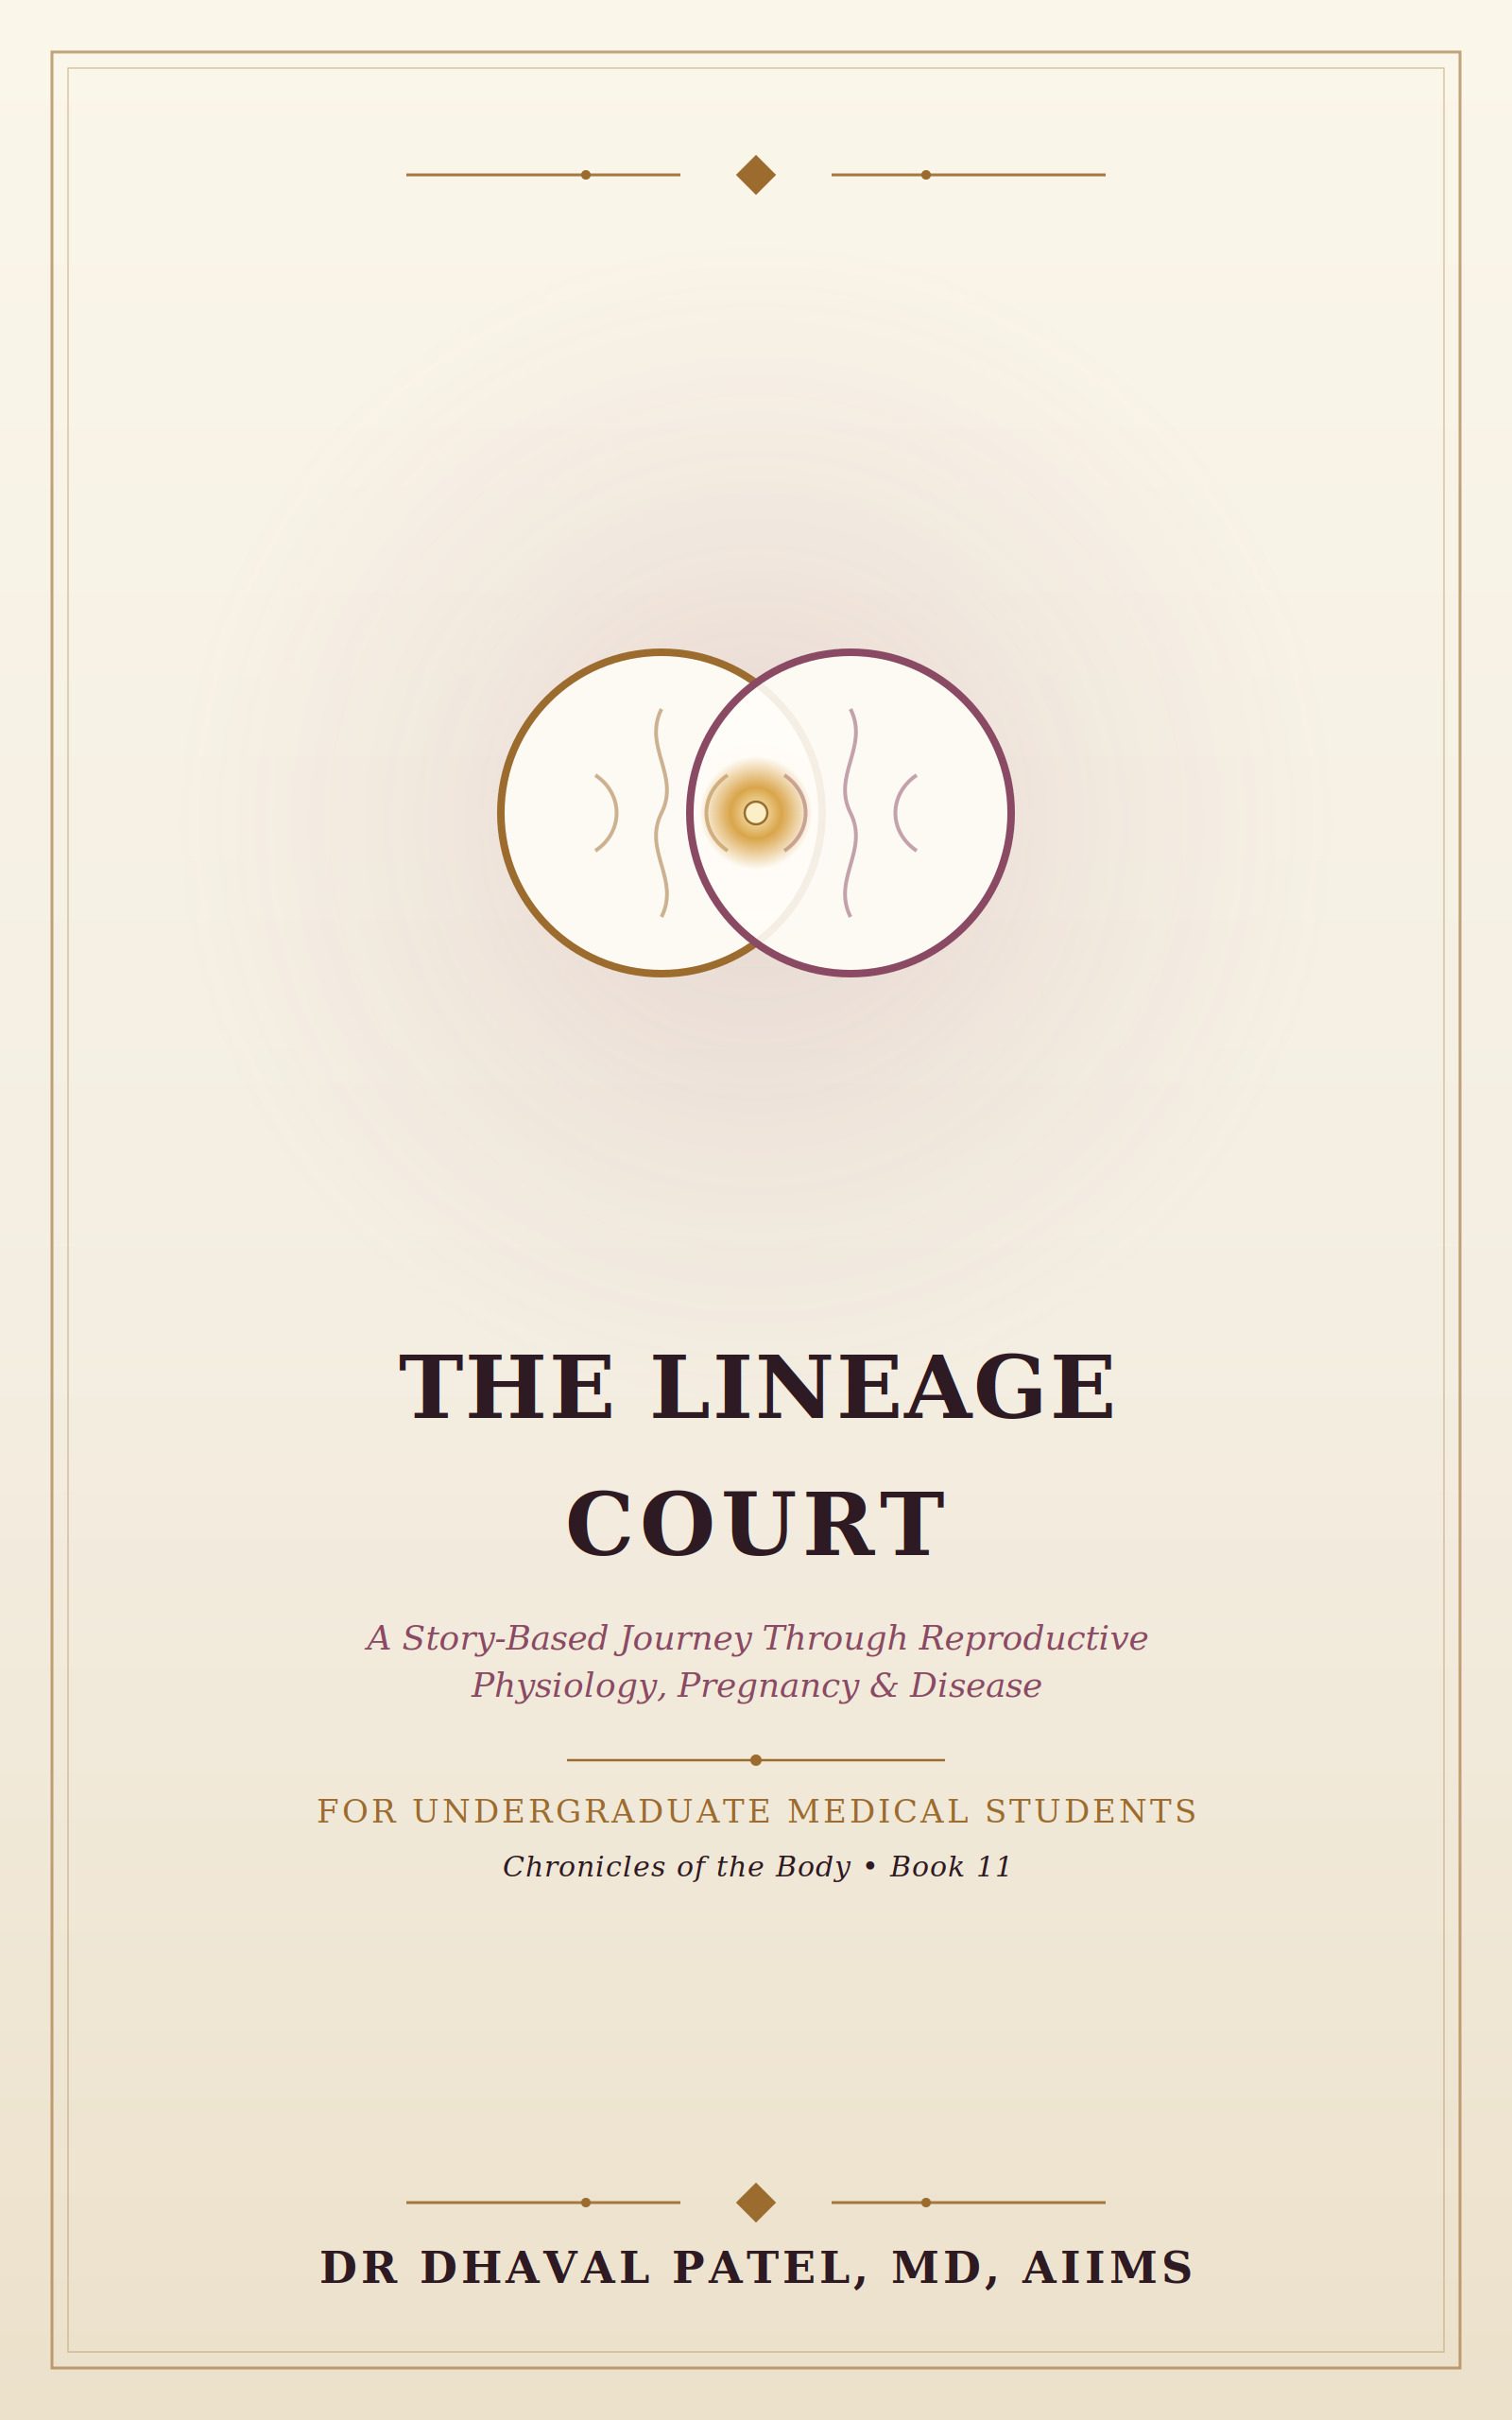 THE LINEAGE
COURT
A Story-Based Journey Through Reproductive
Physiology, Pregnancy & Disease
FOR UNDERGRADUATE MEDICAL STUDENTS
Chronicles of the Body • Book 11
DR DHAVAL PATEL, MD, AIIMS